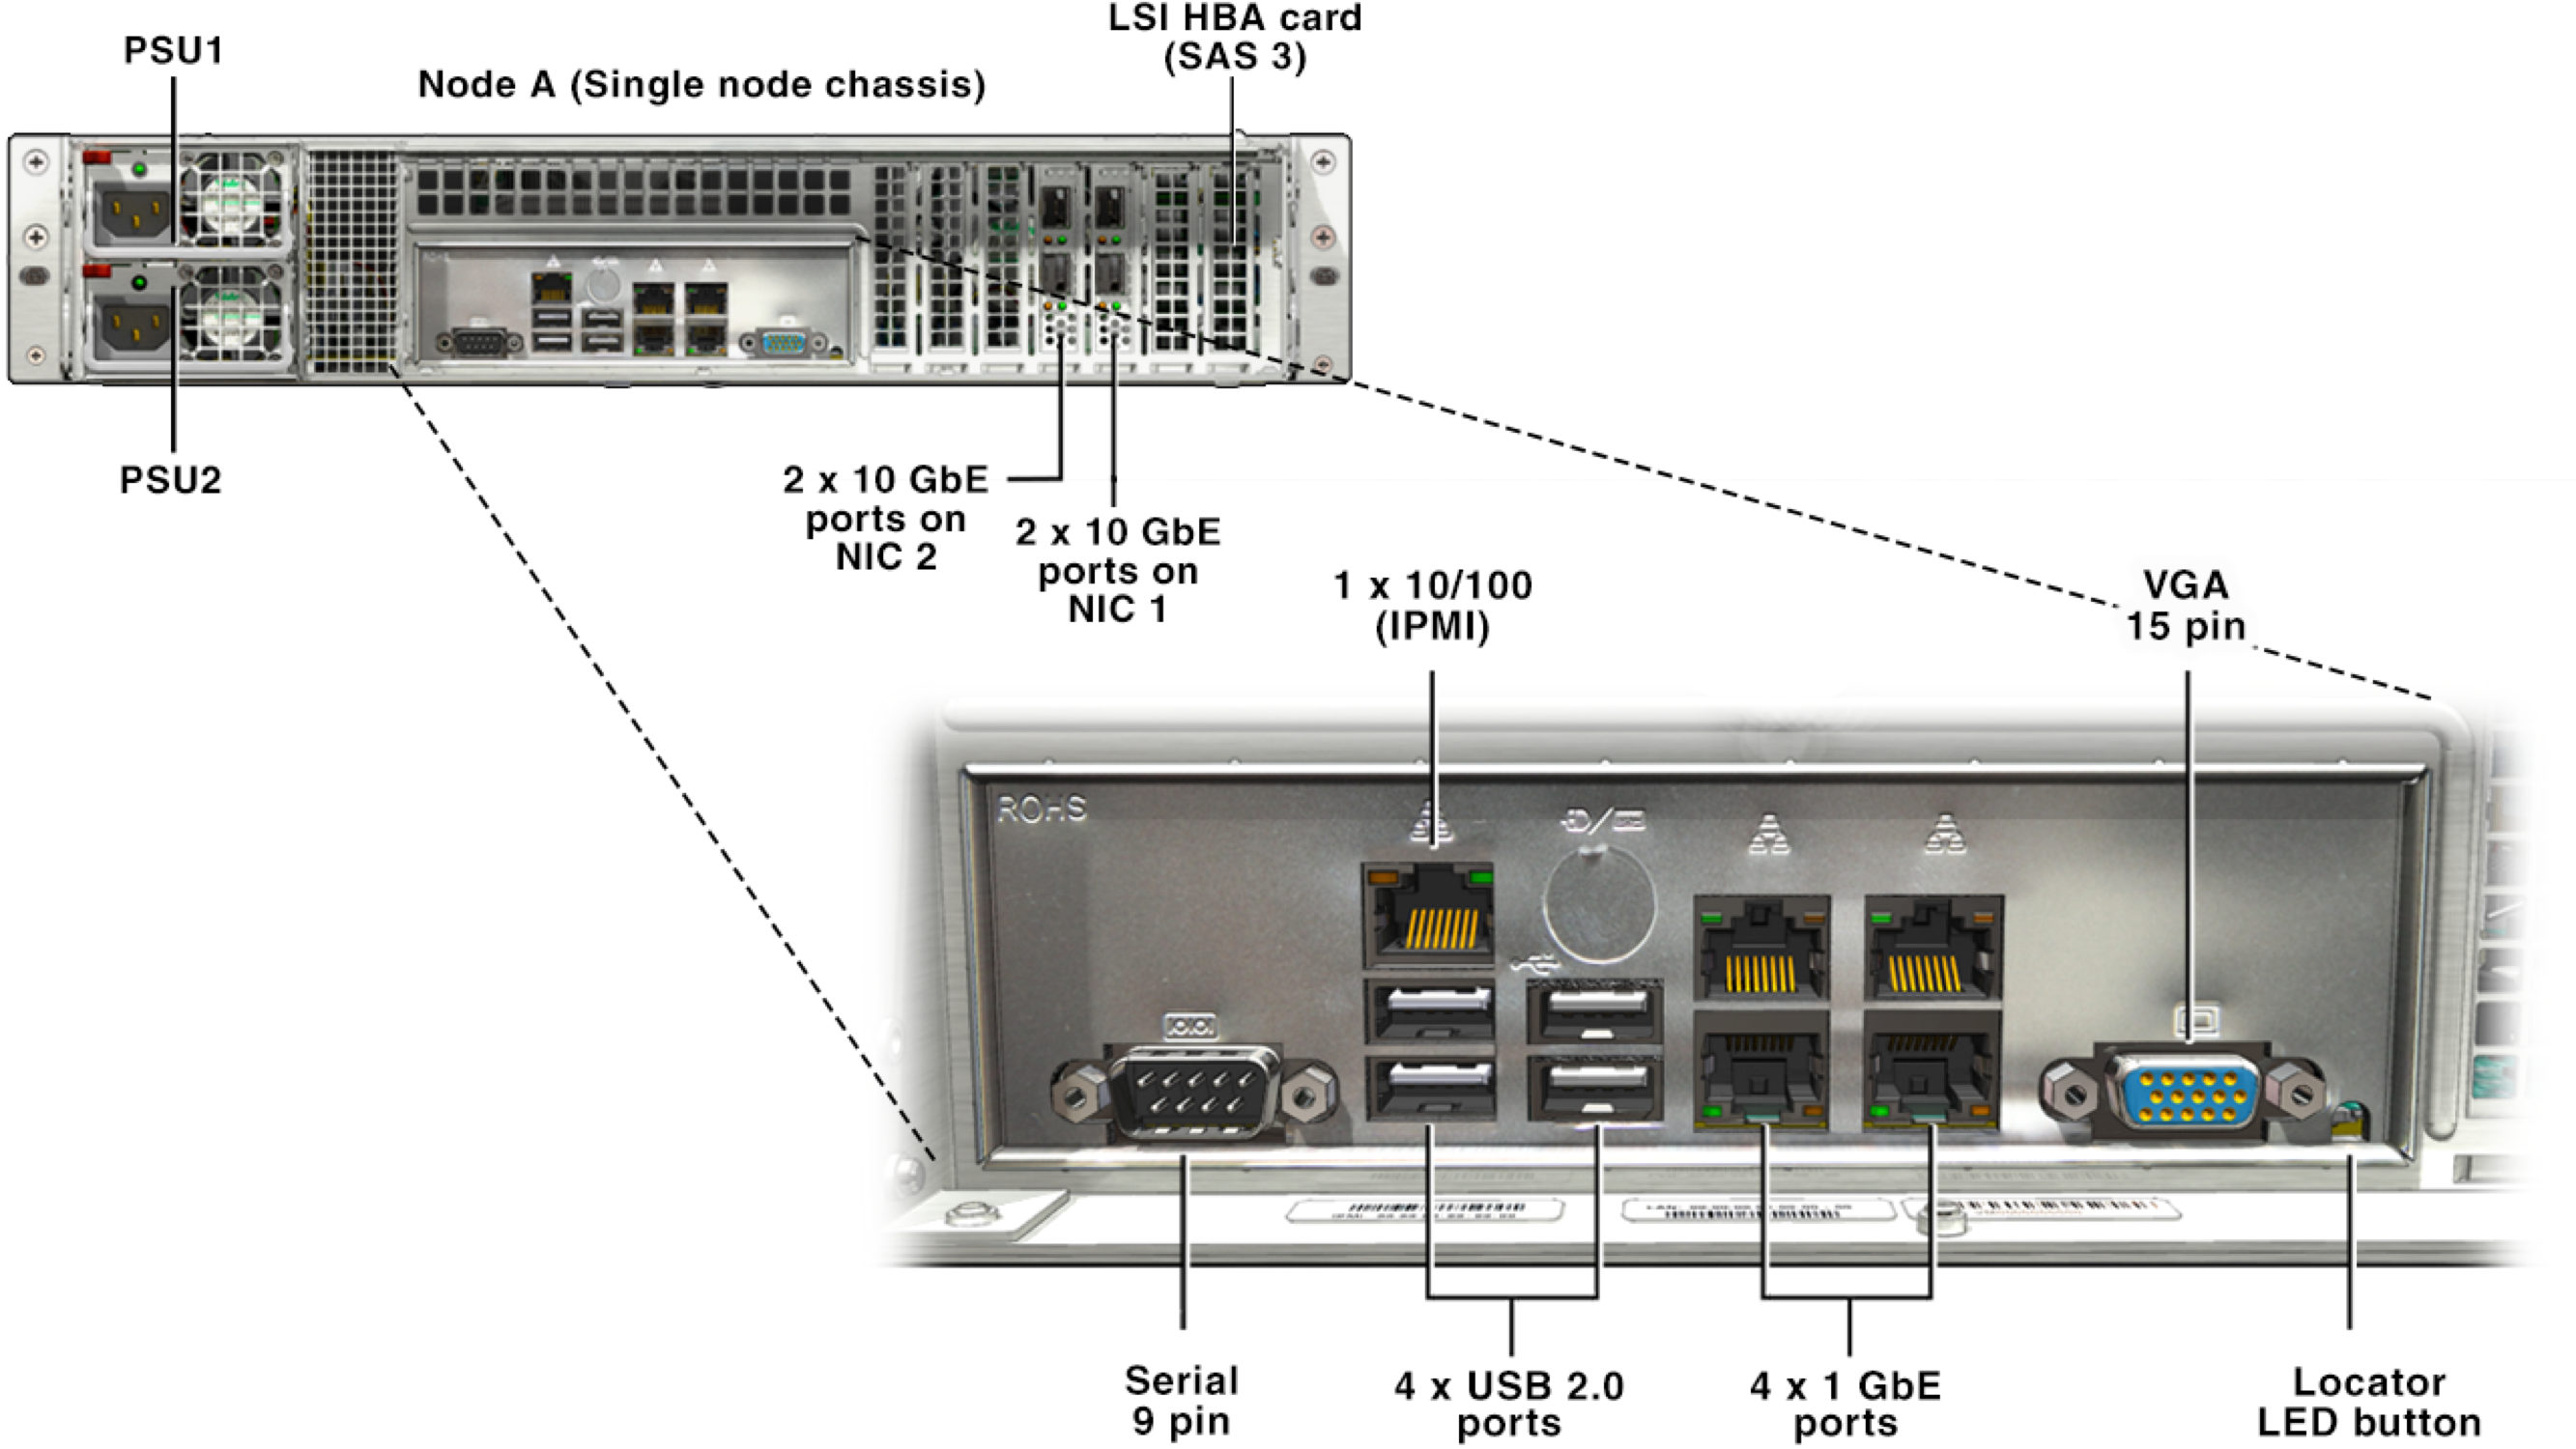 LSI HBA card
(SAS 3)
PSU1
Node A (Single node chassis)
PSU2
2 x 10 GbE
ports on
NIC 2
2 x 10 GbE
ports on
NIC 1
1 x 10/100
(IPMI)
VGA
15 pin
ROHS
Serial
9 pin
4 x USB 2.0
ports
4 x 1 GbE
ports
Locator
LED button